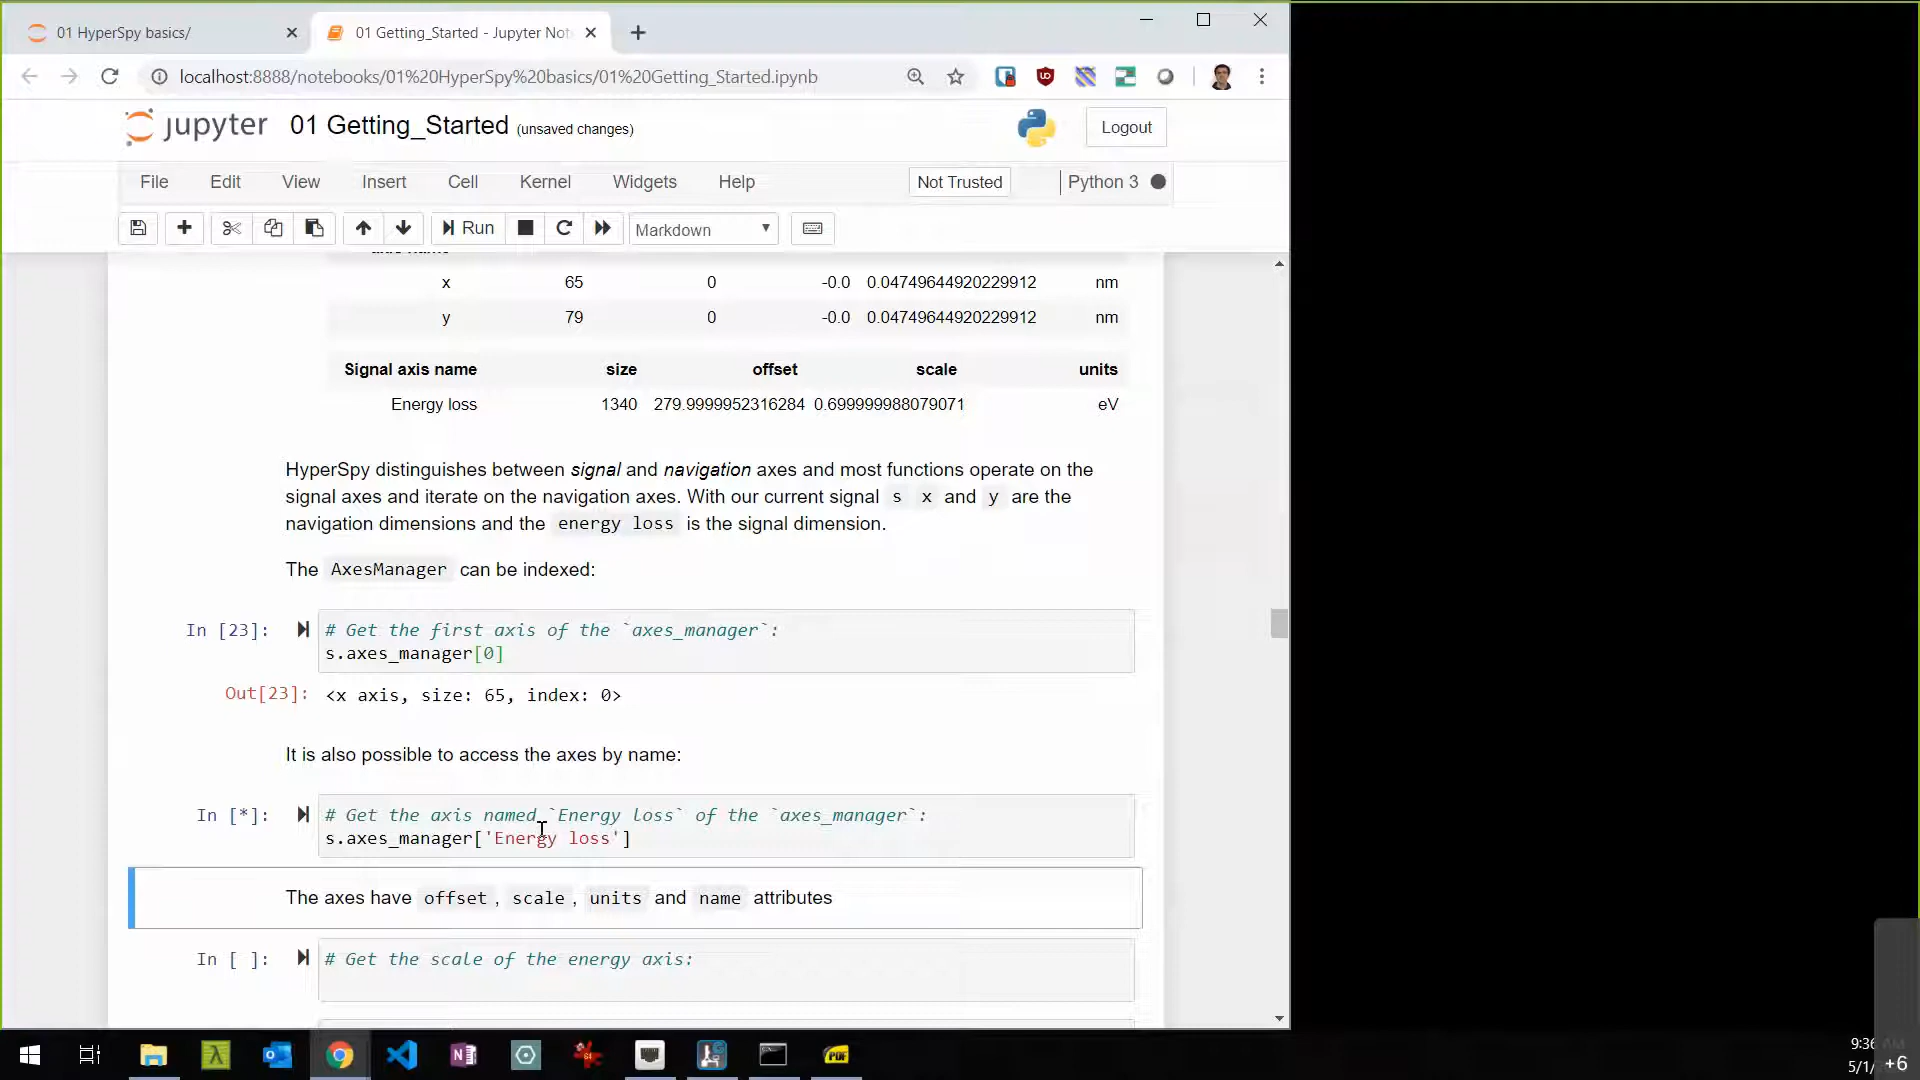 01 HyperSpy basics/
01 Getting_Started - Jupyter Not
localhost:8888/notebooks/01%20HyperSpy%20basics/01%20Getting_Started.ipynb
jupyter 01 Getting_Started (unsaved changes)
Logout
File Edit View Insert Cell Kernel Widgets Help
Not Trusted
Python 3
Run
Markdown
x 65 0 -0.0 0.04749644920229912 nm
y 79 0 -0.0 0.04749644920229912 nm
Signal axis name size offset scale units
Energy loss 1340 279.9999952316284 0.699999988079071 eV
HyperSpy distinguishes between signal and navigation axes and most functions operate on the
signal axes and iterate on the navigation axes. With our current signal s x and y are the
navigation dimensions and the energy loss is the signal dimension.
The AxesManager can be indexed:
In [23]: # Get the first axis of the `axes_manager`:
s.axes_manager[0]
Out[23]: <x axis, size: 65, index: 0>
It is also possible to access the axes by name:
In [*]: # Get the axis named `Energy loss` of the `axes_manager`:
s.axes_manager['Energy loss']
The axes have offset , scale , units and name attributes
In [ ]: # Get the scale of the energy axis:
PDF
9:36 AM
5/1/
+6